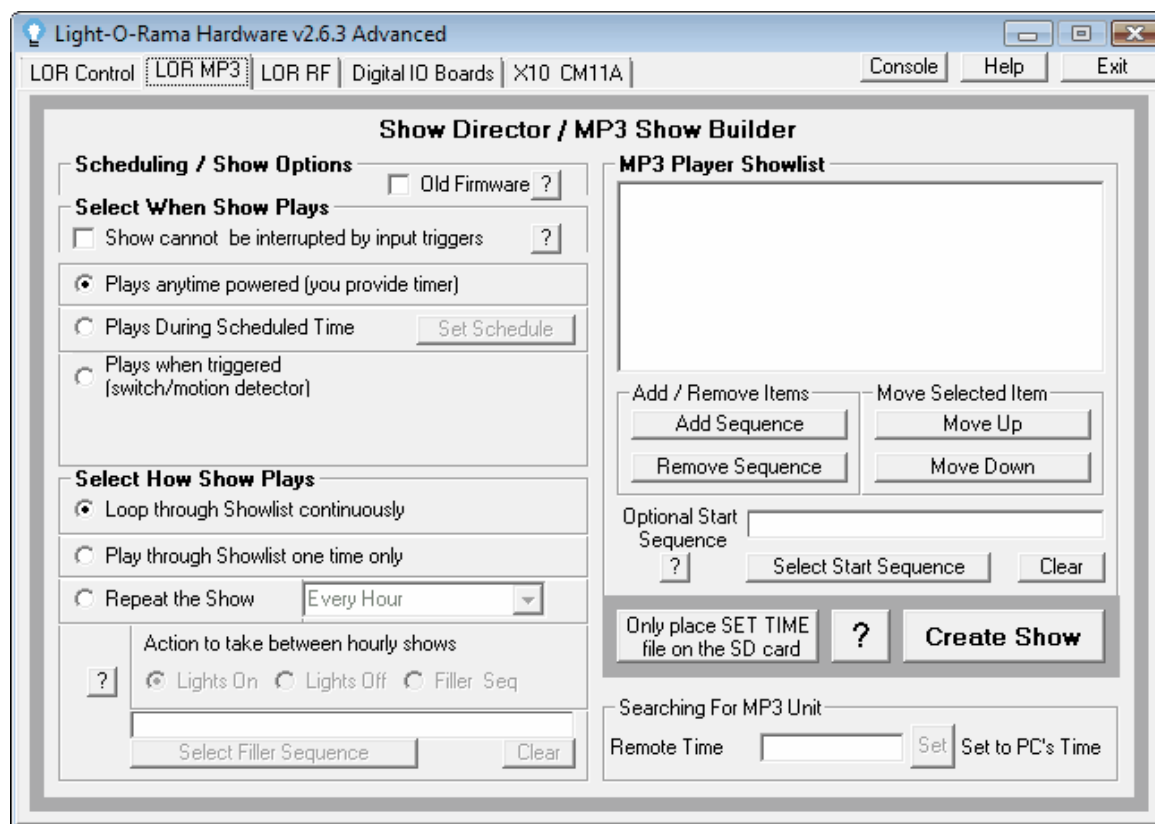 Light-O-Rama Hardware v2.6.3 Advanced
LOR Control LOR MP3 LOR RF Digital IO Boards X10 CM11A Console Help Exit
Show Director / MP3 Show Builder
Scheduling / Show Options
Old Firmware ?
Select When Show Plays
Show cannot be interrupted by input triggers ?
Plays anytime powered (you provide timer)
Plays During Scheduled Time Set Schedule
Plays when triggered
(switch/motion detector)
Select How Show Plays
Loop through Showlist continuously
Play through Showlist one time only
Repeat the Show Every Hour
Action to take between hourly shows
? Lights On Lights Off Filler Seq
Select Filler Sequence Clear
MP3 Player Showlist
Add / Remove Items
Add Sequence
Remove Sequence
Move Selected Item
Move Up
Move Down
Optional Start
Sequence
? Select Start Sequence Clear
Only place SET TIME
file on the SD card
?
Create Show
Searching For MP3 Unit
Remote Time Set Set to PC's Time